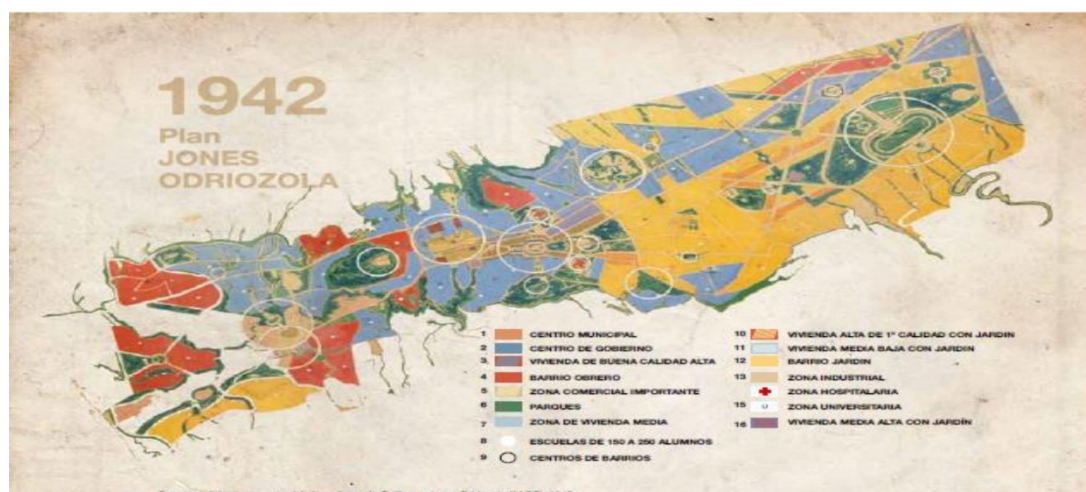 1942
Plan
JONES
ODRIOZOLA
1 CENTRO MUNICIPAL
2 CENTRO DE GOBIERNO
3 VIVIENDA DE BUENA CALIDAD ALTA
4 BARRIO OBRERO
5 ZONA COMERCIAL IMPORTANTE
6 PARQUES
7 ZONA DE VIVIENDA MEDIA
8 ESCUELAS DE 150 A 250 ALUMNOS
9 CENTROS DE BARRIOS
10 VIVIENDA ALTA DE 1ª CALIDAD CON JARDIN
11 VIVIENDA MEDIA BAJA CON JARDIN
12 BARRIO JARDIN
13 ZONA INDUSTRIAL
ZONA HOSPITALARIA
15 U ZONA UNIVERSITARIA
16 VIVIENDA MEDIA ALTA CON JARDÍN